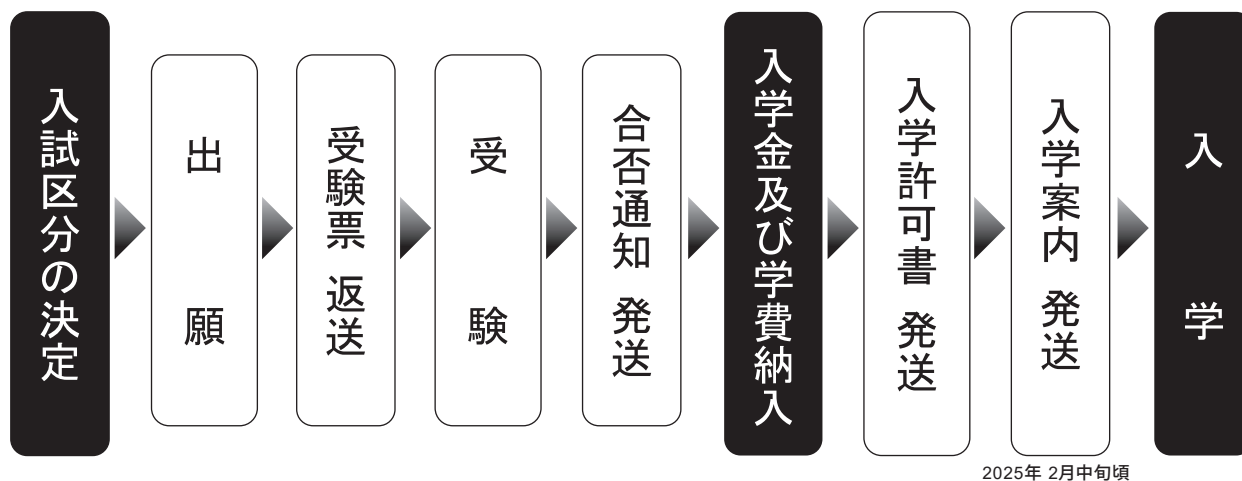 入試区分の決定
出願
受験票 返送
受験
合否通知 発送
入学金及び学費納入
入学許可書 発送
入学案内 発送
入学
2025年 2月中旬頃